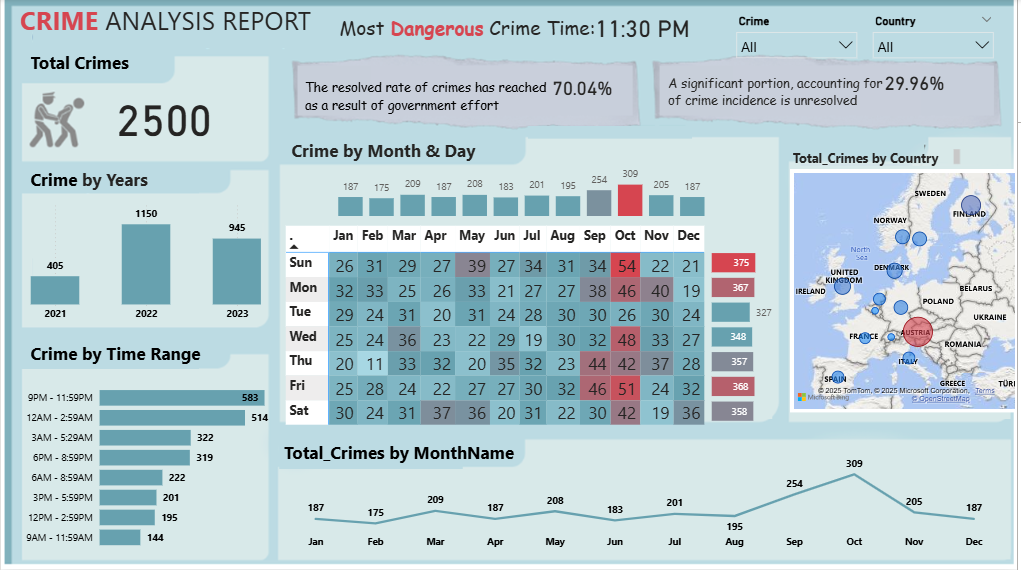 CRIME ANALYSIS REPORT
Most Dangerous Crime Time:11:30 PM
Crime
All
Country
All
Total Crimes
2500
The resolved rate of crimes has reached 70.04%
as a result of government effort
A significant portion, accounting for 29.96%
of crime incidence is unresolved
Crime by Years
405 1150 945
2021 2022 2023
Crime by Time Range
9PM - 11:59PM 583
12AM - 2:59AM 514
3AM - 5:29AM 322
6PM - 8:59PM 319
6AM - 8:59AM 222
3PM - 5:59PM 201
12PM - 2:59PM 195
9AM - 11:59AM 144
Crime by Month & Day
187 175 209 187 208 183 201 195 254 309 205 187
. Jan Feb Mar Apr May Jun Jul Aug Sep Oct Nov Dec
Sun 26 31 29 27 39 27 34 31 34 54 22 21 375
Mon 32 33 25 26 33 21 27 27 38 46 40 19 367
Tue 29 24 31 20 31 24 28 30 30 26 30 24 327
Wed 25 24 36 23 22 29 19 30 32 48 33 27 348
Thu 20 11 33 32 20 35 32 23 44 42 37 28 357
Fri 25 28 24 22 27 27 30 32 46 51 24 32 368
Sat 30 24 31 37 36 20 31 22 30 42 19 36 358
Total_Crimes by Country
SWEDEN
FINLAND
NORWAY
North
Sea
DENMARK
UNITED
KINGDOM
IRELAND
BELARUS
POLAND
UKRAINE
AUSTRIA
FRANCE
ROMANIA
ITALY
SPAIN
GREECE
TÜRI
© 2025 TomTom, © 2025 Microsoft Corporation, Terms
Microsoft Bing
© OpenStreetMap
Total_Crimes by MonthName
187 175 209 187 208 183 201 195 254 309 205 187
Jan Feb Mar Apr May Jun Jul Aug Sep Oct Nov Dec